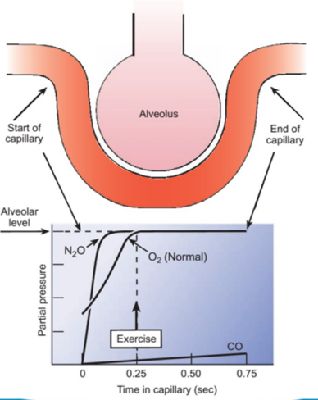 Alveolus
Start of
capillary
End of
capillary
Alveolar
level
N₂O
O₂ (Normal)
Exercise
CO
Partial pressure
0
0.25
0.50
0.75
Time in capillary (sec)